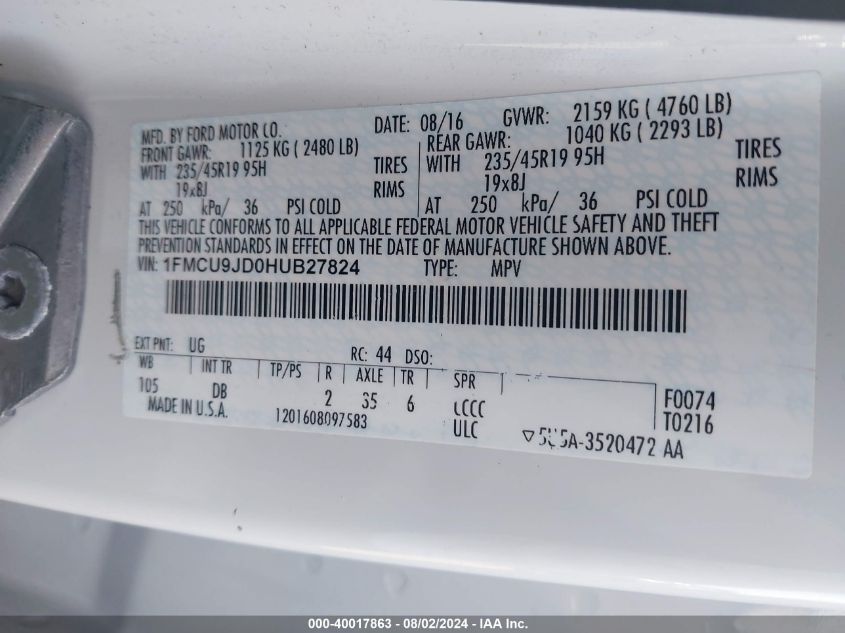 MFD. BY FORD MOTOR CO. DATE: 08/16 GVWR: 2159 KG ( 4760 LB)
FRONT GAWR: 1125 KG ( 2480 LB) REAR GAWR: 1040 KG ( 2293 LB)
WITH 235/45R19 95H TIRES WITH 235/45R19 95H TIRES
19x8J RIMS 19x8J RIMS
AT 250 kPa/ 36 PSI COLD AT 250 kPa/ 36 PSI COLD
THIS VEHICLE CONFORMS TO ALL APPLICABLE FEDERAL MOTOR VEHICLE SAFETY AND THEFT
PREVENTION STANDARDS IN EFFECT ON THE DATE OF MANUFACTURE SHOWN ABOVE.
VIN: 1FMCU9JD0HUB27824 TYPE: MPV
EXT PNT: UG RC: 44 DSO:
WB INT TR TP/PS R AXLE TR SPR
105 DB 2 35 6 LCCC F0074
MADE IN U.S.A. 1201608097583 ULC T0216
3520472 AA
000-40017863 - 08/02/2024 - IAA Inc.